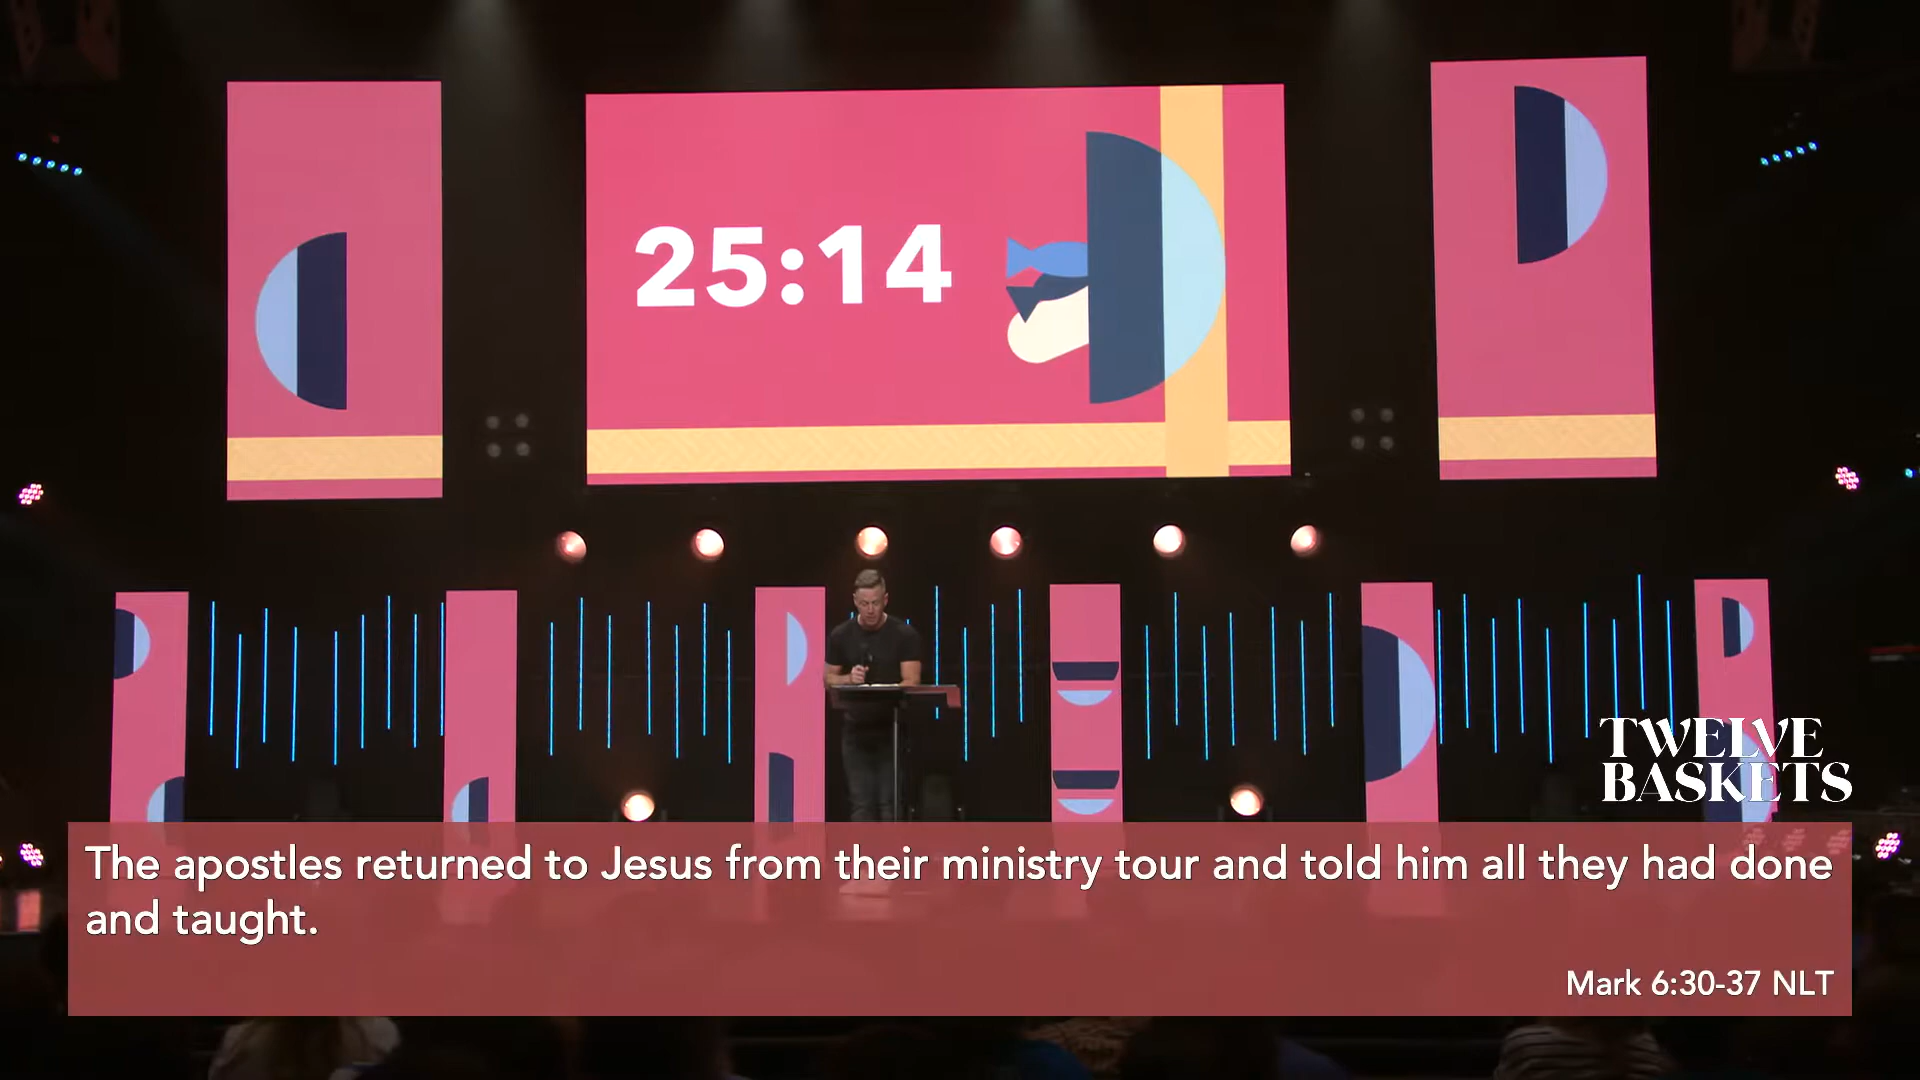 25:14
TWELVE
BASKETS
The apostles returned to Jesus from their ministry tour and told him all they had done
and taught.
Mark 6:30-37 NLT